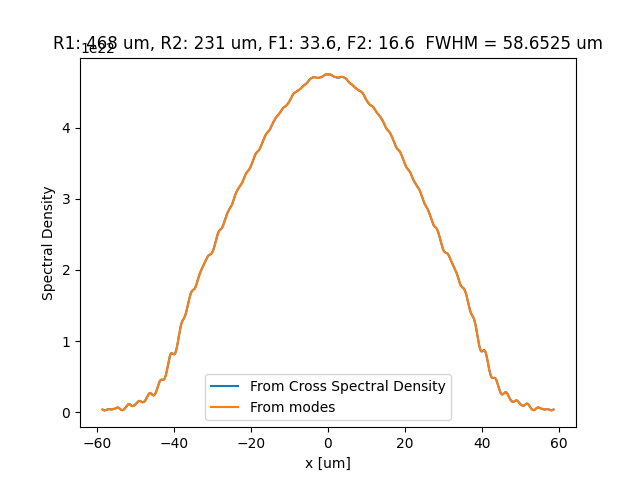 R1: 468 um, R2: 231 um, F1: 33.6, F2: 16.6  FWHM = 58.6525 um
1e22
4
3
2
1
0
Spectral Density
From Cross Spectral Density
From modes
−60 −40 −20 0 20 40 60
x [um]